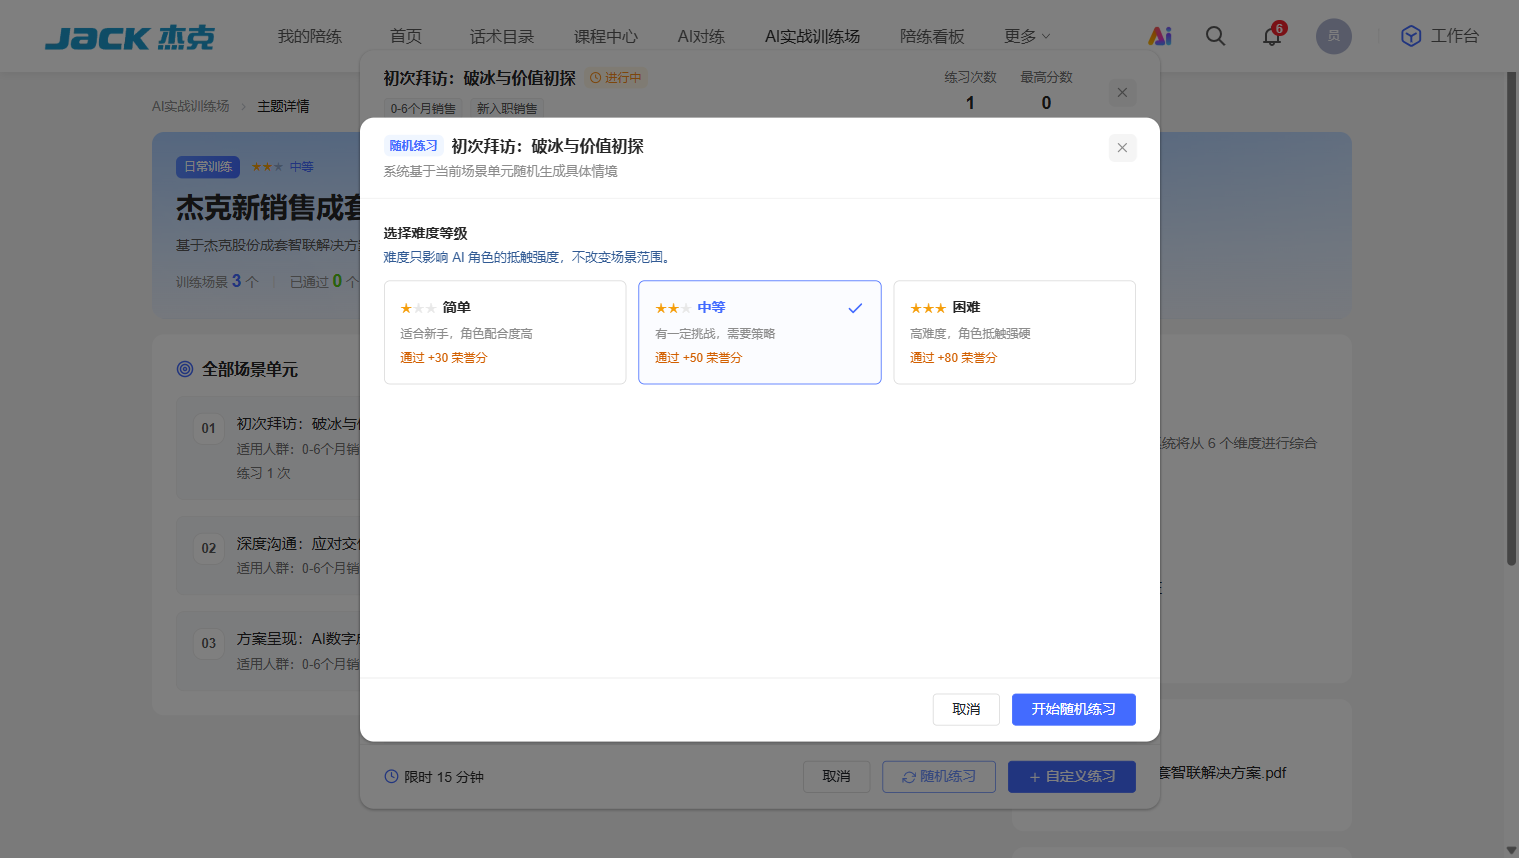 JACK 杰克
我的陪练
首页
话术目录
课程中心
AI对练
AI实战训练场
陪练看板
更多
Ai
6
员
工作台
AI实战训练场 › 主题详情
初次拜访：破冰与价值初探
进行中
0-6个月销售
新入职销售
练习次数
1
最高分数
0
日常训练
中等
杰克新销售成套
基于杰克股份成套智联解决方
训练场景 3 个
已通过 0 个
全部场景单元
01
初次拜访：破冰与
适用人群：0-6个月销
练习 1 次
02
深度沟通：应对交
适用人群：0-6个月销
03
方案呈现：AI数字
适用人群：0-6个月销
随机练习
初次拜访：破冰与价值初探
系统基于当前场景单元随机生成具体情境
选择难度等级
难度只影响 AI 角色的抵触强度，不改变场景范围。
简单
适合新手，角色配合度高
通过 +30 荣誉分
中等
有一定挑战，需要策略
通过 +50 荣誉分
困难
高难度，角色抵触强硬
通过 +80 荣誉分
取消
开始随机练习
限时 15 分钟
取消
随机练习
自定义练习
统将从 6 个维度进行综合
套智联解决方案.pdf